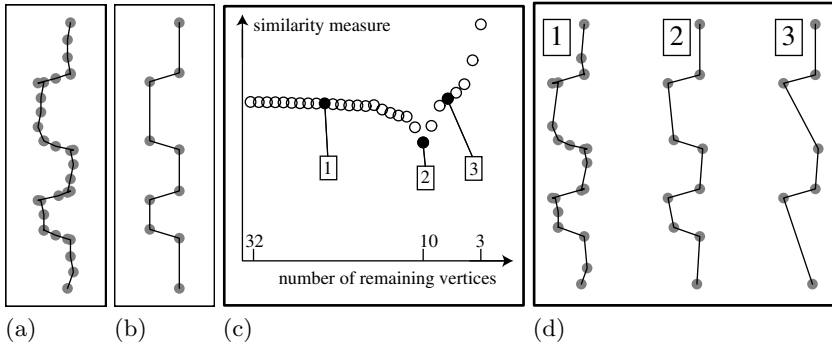 similarity measure
1
2
3
32
10
3
number of remaining vertices
1
2
3
(a)
(b)
(c)
(d)